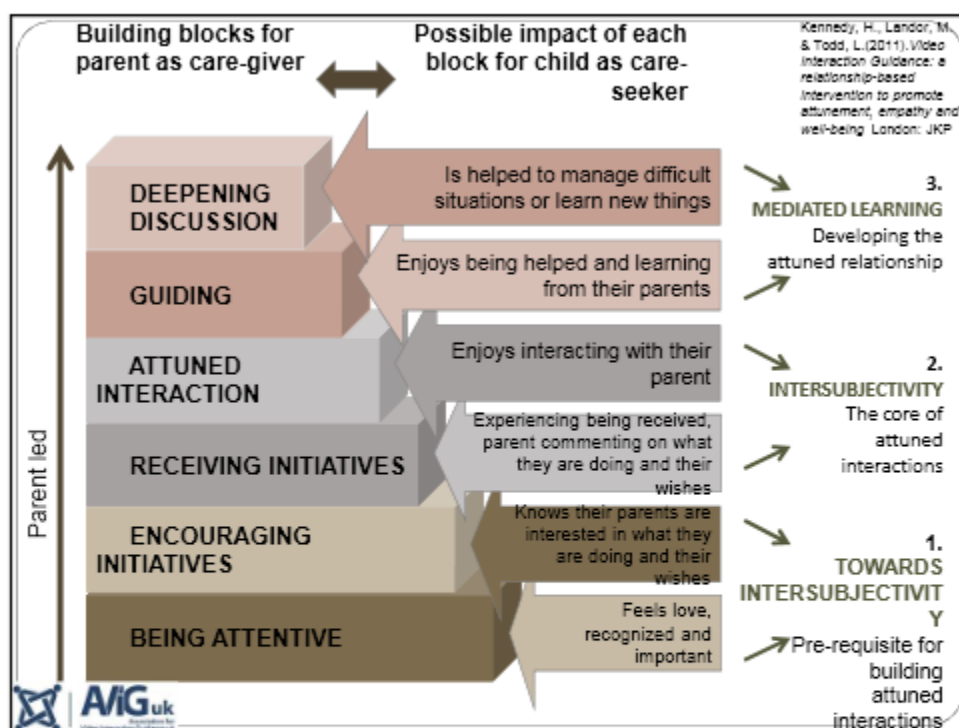 Building blocks for
parent as care-giver
Possible impact of each
block for child as care-
seeker
Kennedy, H., Landor, M.
& Todd, L.(2011).Video
Interaction Guidance: a
relationship-based
intervention to promote
attunement, empathy and
well-being London: JKP
DEEPENING
DISCUSSION
Is helped to manage difficult
situations or learn new things
3.
MEDIATED LEARNING
Developing the
attuned relationship
GUIDING
Enjoys being helped and learning
from their parents
ATTUNED
INTERACTION
Enjoys interacting with their
parent
2.
INTERSUBJECTIVITY
The core of
attuned
interactions
RECEIVING INITIATIVES
Experiencing being received,
parent commenting on what
they are doing and their
wishes
ENCOURAGING
INITIATIVES
Knows their parents are
interested in what they
are doing and their
wishes
1.
TOWARDS
INTERSUBJECTIVIT
Y
Pre-requisite for
building
attuned
interactions
BEING ATTENTIVE
Feels love,
recognized and
important
Parent led
AViG uk
Association for